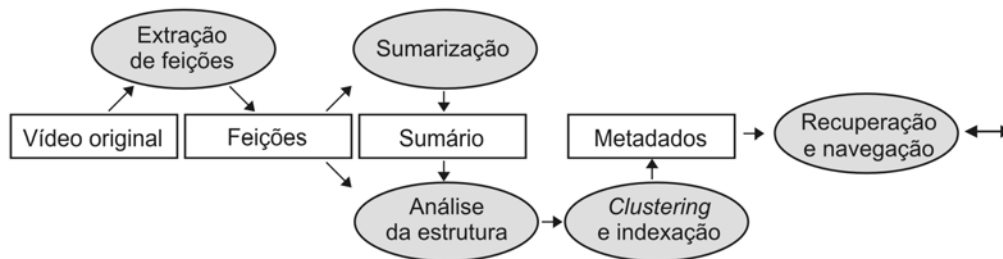 Extração
de feições
Sumarização
Vídeo original
Feições
Sumário
Metadados
Recuperação
e navegação
Análise
da estrutura
Clustering
e indexação